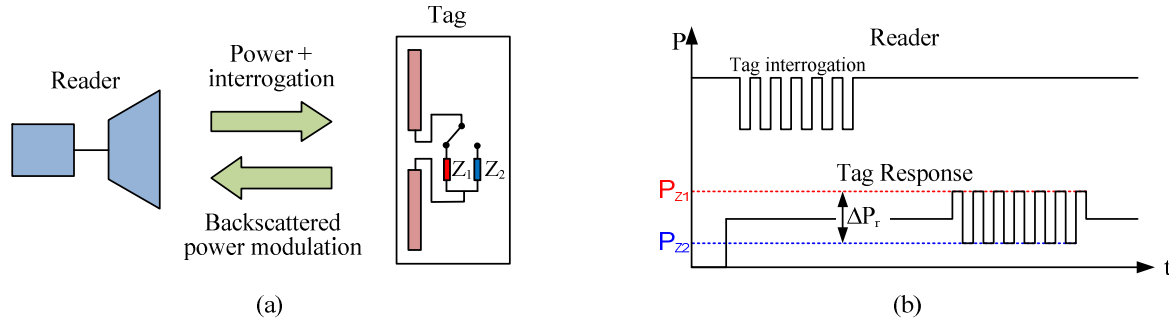 Tag
Reader
Power +
interrogation
Z1 Z2
Backscattered
power modulation
(a)
P
Reader
Tag interrogation
Tag Response
PZ1
ΔPr
PZ2
t
(b)